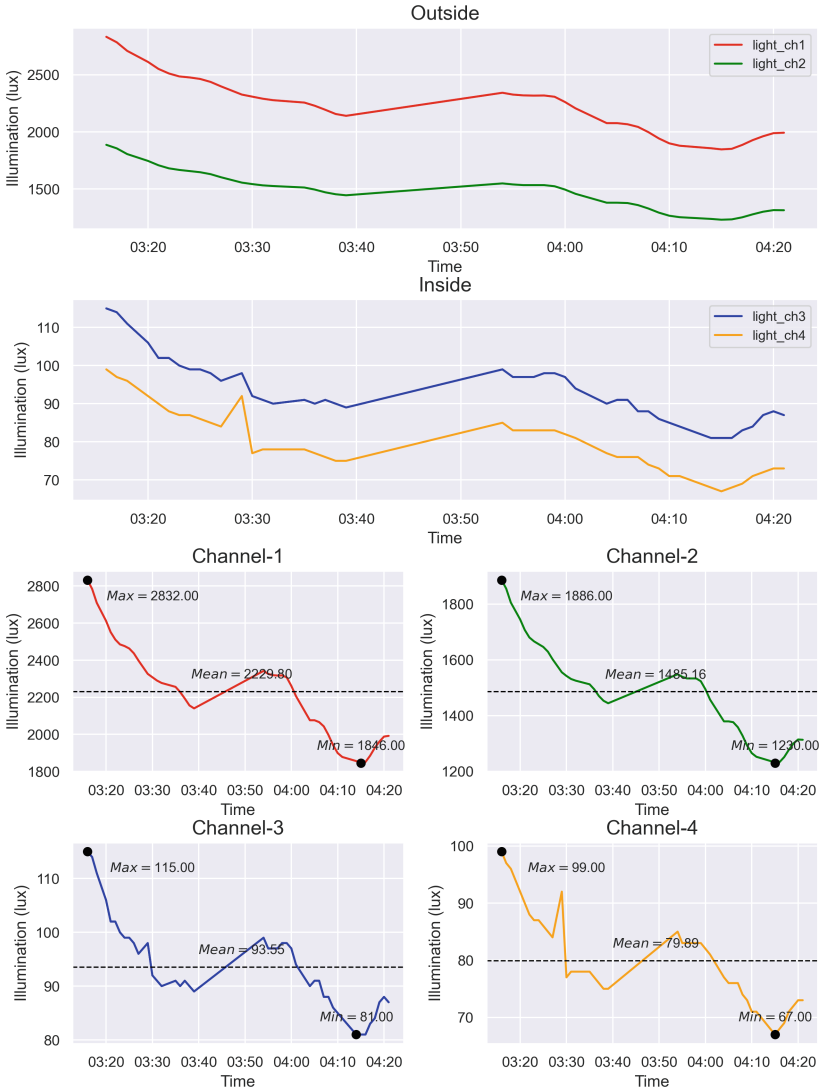 Outside
Illumination (lux)
2500
2000
1500
light_ch1
light_ch2
03:20 03:30 03:40 03:50 04:00 04:10 04:20
Time
Inside
Illumination (lux)
110
100
90
80
70
light_ch3
light_ch4
03:20 03:30 03:40 03:50 04:00 04:10 04:20
Time
Channel-1
Illumination (lux)
2800
2600
2400
2200
2000
1800
Max = 2832.00
Mean = 2229.80
Min = 1846.00
03:20 03:30 03:40 03:50 04:00 04:10 04:20
Time
Channel-2
Illumination (lux)
1800
1600
1400
1200
Max = 1886.00
Mean = 1485.16
Min = 1230.00
03:20 03:30 03:40 03:50 04:00 04:10 04:20
Time
Channel-3
Illumination (lux)
110
100
90
80
Max = 115.00
Mean = 93.55
Min = 81.00
03:20 03:30 03:40 03:50 04:00 04:10 04:20
Time
Channel-4
Illumination (lux)
100
90
80
70
Max = 99.00
Mean = 79.89
Min = 67.00
03:20 03:30 03:40 03:50 04:00 04:10 04:20
Time